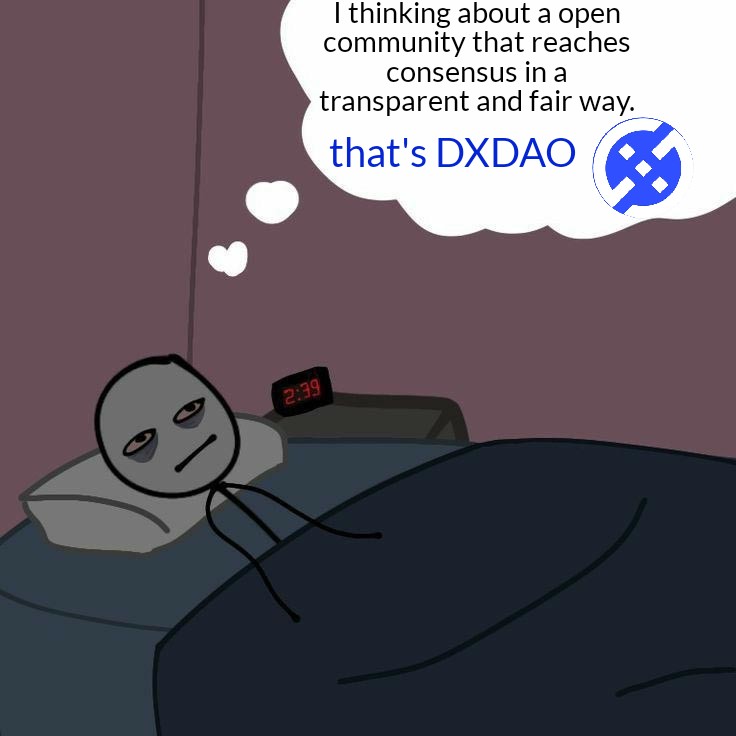 I thinking about a open
community that reaches
consensus in a
transparent and fair way.
that's DXDAO
2:39